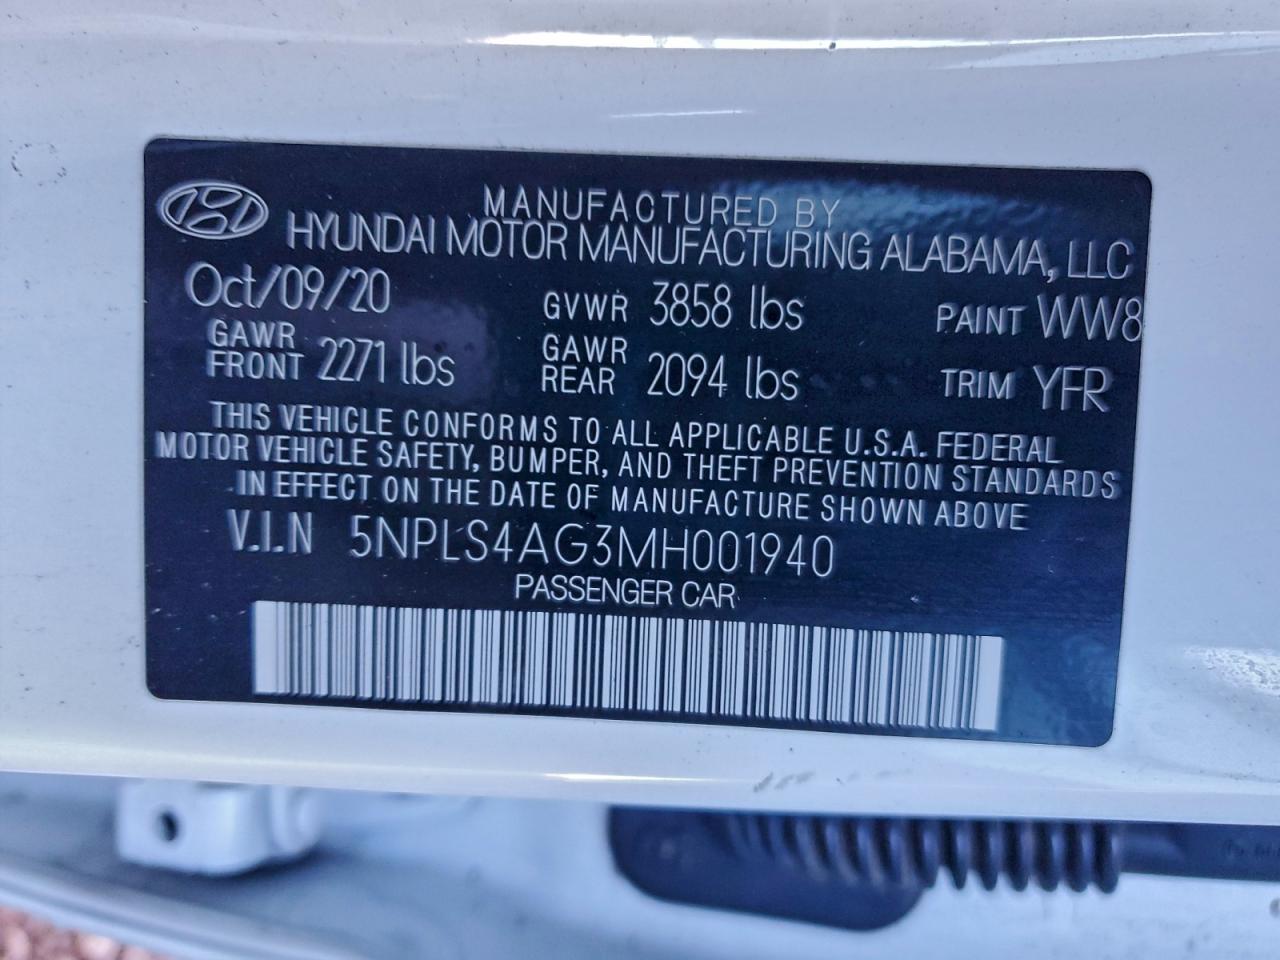 MANUFACTURED BY
HYUNDAI MOTOR MANUFACTURING ALABAMA, LLC
Oct/09/20 GVWR 3858 lbs PAINT WW8
GAWR FRONT 2271 lbs GAWR REAR 2094 lbs TRIM YFR
THIS VEHICLE CONFORMS TO ALL APPLICABLE U.S.A. FEDERAL
MOTOR VEHICLE SAFETY, BUMPER, AND THEFT PREVENTION STANDARDS
IN EFFECT ON THE DATE OF MANUFACTURE SHOWN ABOVE
V.I.N 5NPLS4AG3MH001940
PASSENGER CAR